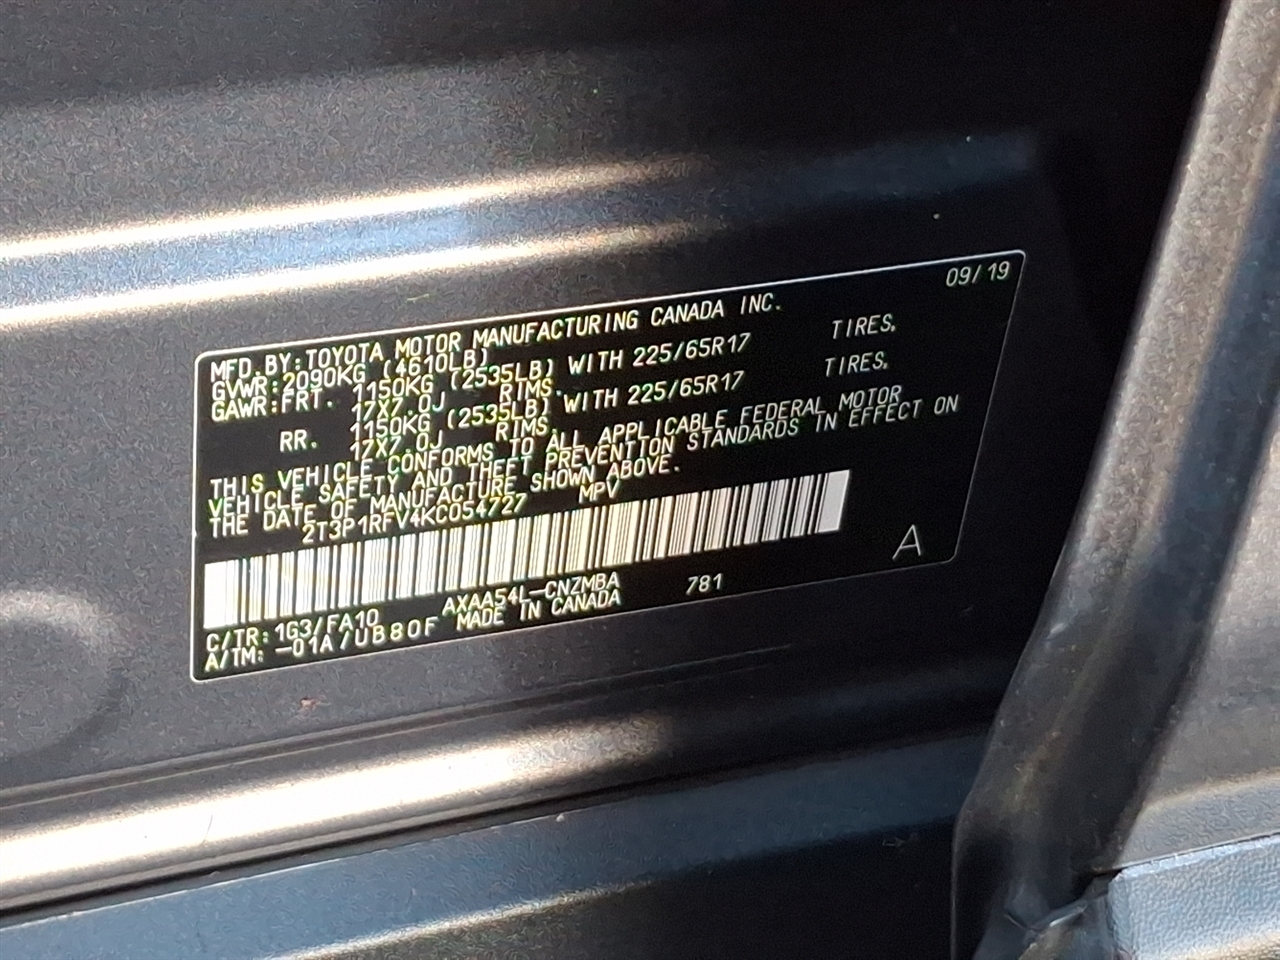 09/19
MFD.BY:TOYOTA MOTOR MANUFACTURING CANADA INC.
GVWR:2090KG (4610LB)
GAWR:FRT. 1150KG (2535LB) WITH 225/65R17 TIRES,
17X7.0J RIMS.
RR. 1150KG (2535LB) WITH 225/65R17 TIRES,
17X7.0J RIMS.
THIS VEHICLE CONFORMS TO ALL APPLICABLE FEDERAL MOTOR
VEHICLE SAFETY AND THEFT PREVENTION STANDARDS IN EFFECT ON
THE DATE OF MANUFACTURE SHOWN ABOVE.
2T3P1RFV4KC054727 MPV
A
C/TR:1G3/FA10 AXAA54L-CNZMBA 781
A/TM:-01A/UB80F MADE IN CANADA